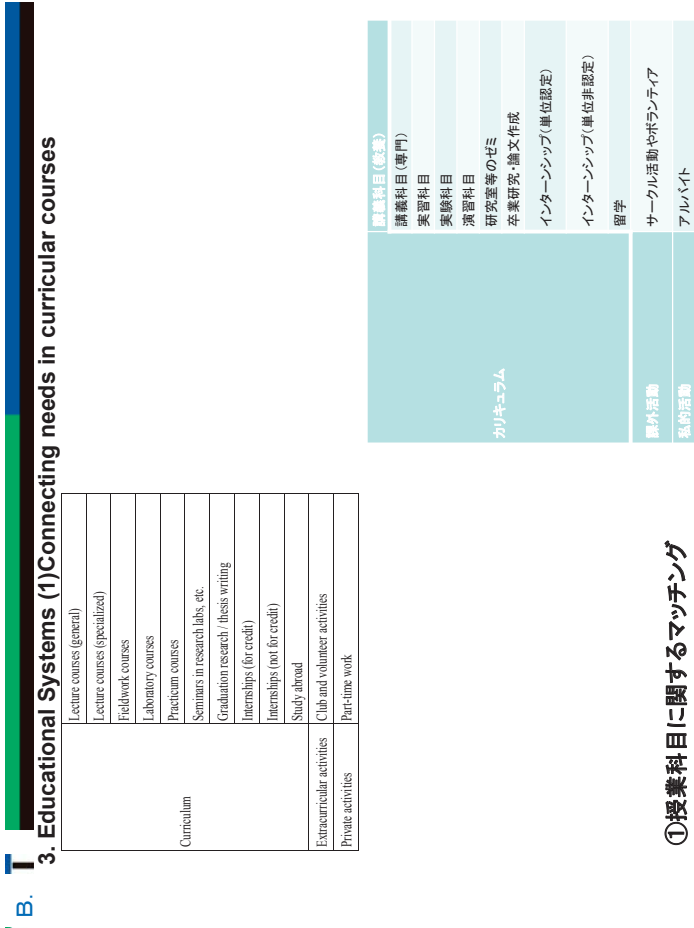 B.
3. Educational Systems (1)Connecting needs in curricular courses
Curriculum
Lecture courses (general)
Lecture courses (specialized)
Fieldwork courses
Laboratory courses
Practicum courses
Seminars in research labs, etc.
Graduation research / thesis writing
Internships (for credit)
Internships (not for credit)
Study abroad
Extracurricular activities
Club and volunteer activities
Private activities
Part-time work
①授業科目に関するマッチング
カリキュラム
講義科目(教養)
講義科目(専門)
実習科目
実験科目
演習科目
研究室等のゼミ
卒業研究・論文作成
インターンシップ(単位認定)
インターンシップ(単位非認定)
留学
課外活動
サークル活動やボランティア
私的活動
アルバイト